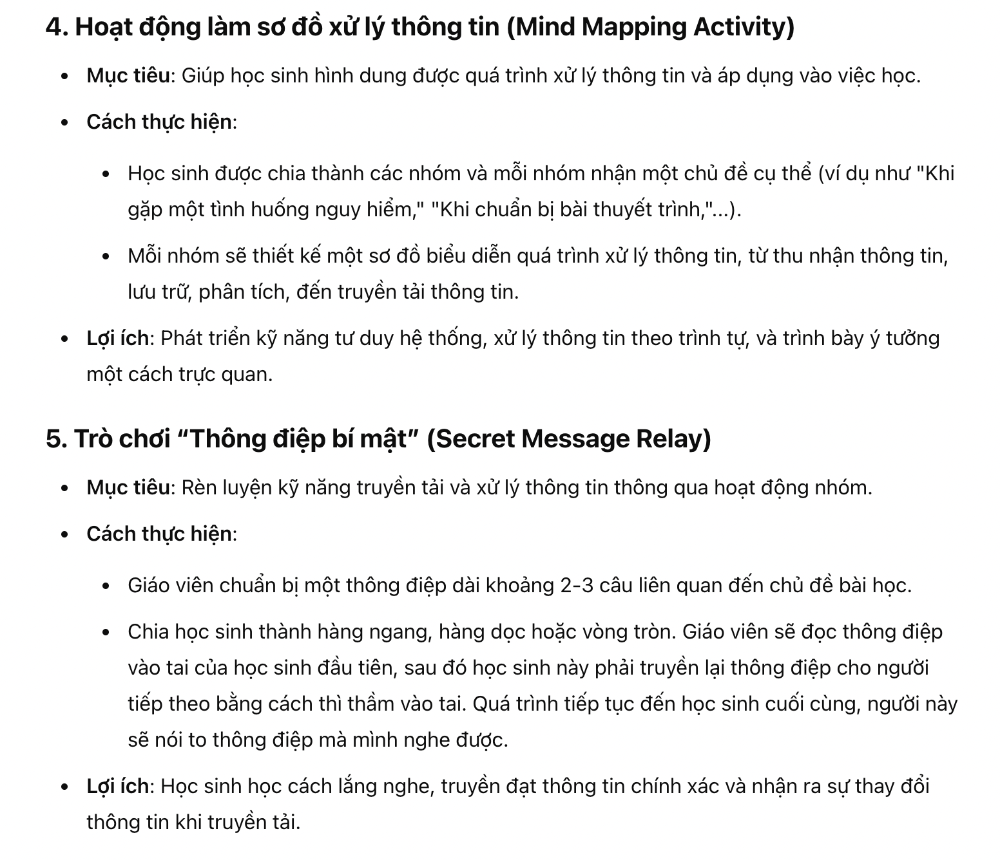 4. Hoạt động làm sơ đồ xử lý thông tin (Mind Mapping Activity)
• Mục tiêu: Giúp học sinh hình dung được quá trình xử lý thông tin và áp dụng vào việc học.
• Cách thực hiện:
• Học sinh được chia thành các nhóm và mỗi nhóm nhận một chủ đề cụ thể (ví dụ như "Khi
gặp một tình huống nguy hiểm," "Khi chuẩn bị bài thuyết trình,"...).
• Mỗi nhóm sẽ thiết kế một sơ đồ biểu diễn quá trình xử lý thông tin, từ thu nhận thông tin,
lưu trữ, phân tích, đến truyền tải thông tin.
• Lợi ích: Phát triển kỹ năng tư duy hệ thống, xử lý thông tin theo trình tự, và trình bày ý tưởng
một cách trực quan.
5. Trò chơi “Thông điệp bí mật” (Secret Message Relay)
• Mục tiêu: Rèn luyện kỹ năng truyền tải và xử lý thông tin thông qua hoạt động nhóm.
• Cách thực hiện:
• Giáo viên chuẩn bị một thông điệp dài khoảng 2-3 câu liên quan đến chủ đề bài học.
• Chia học sinh thành hàng ngang, hàng dọc hoặc vòng tròn. Giáo viên sẽ đọc thông điệp
vào tai của học sinh đầu tiên, sau đó học sinh này phải truyền lại thông điệp cho người
tiếp theo bằng cách thì thầm vào tai. Quá trình tiếp tục đến học sinh cuối cùng, người này
sẽ nói to thông điệp mà mình nghe được.
• Lợi ích: Học sinh học cách lắng nghe, truyền đạt thông tin chính xác và nhận ra sự thay đổi
thông tin khi truyền tải.